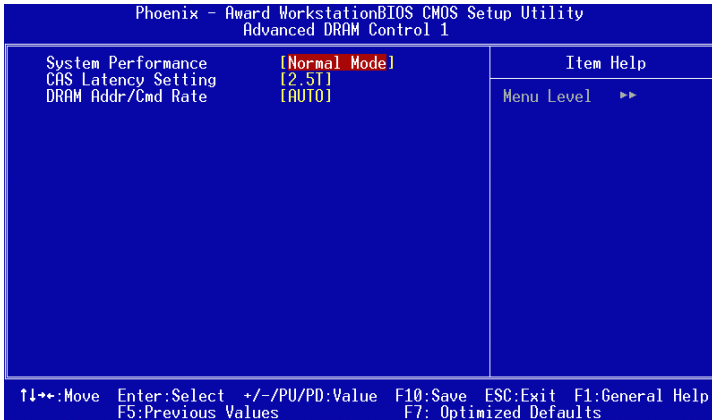 Phoenix - Award WorkstationBIOS CMOS Setup Utility
Advanced DRAM Control 1
System Performance [Normal Mode]
CAS Latency Setting [2.5T]
DRAM Addr/Cmd Rate [AUTO]
Item Help
Menu Level ►►
↑↓→←:Move Enter:Select +/-/PU/PD:Value F10:Save ESC:Exit F1:General Help
F5:Previous Values F7: Optimized Defaults